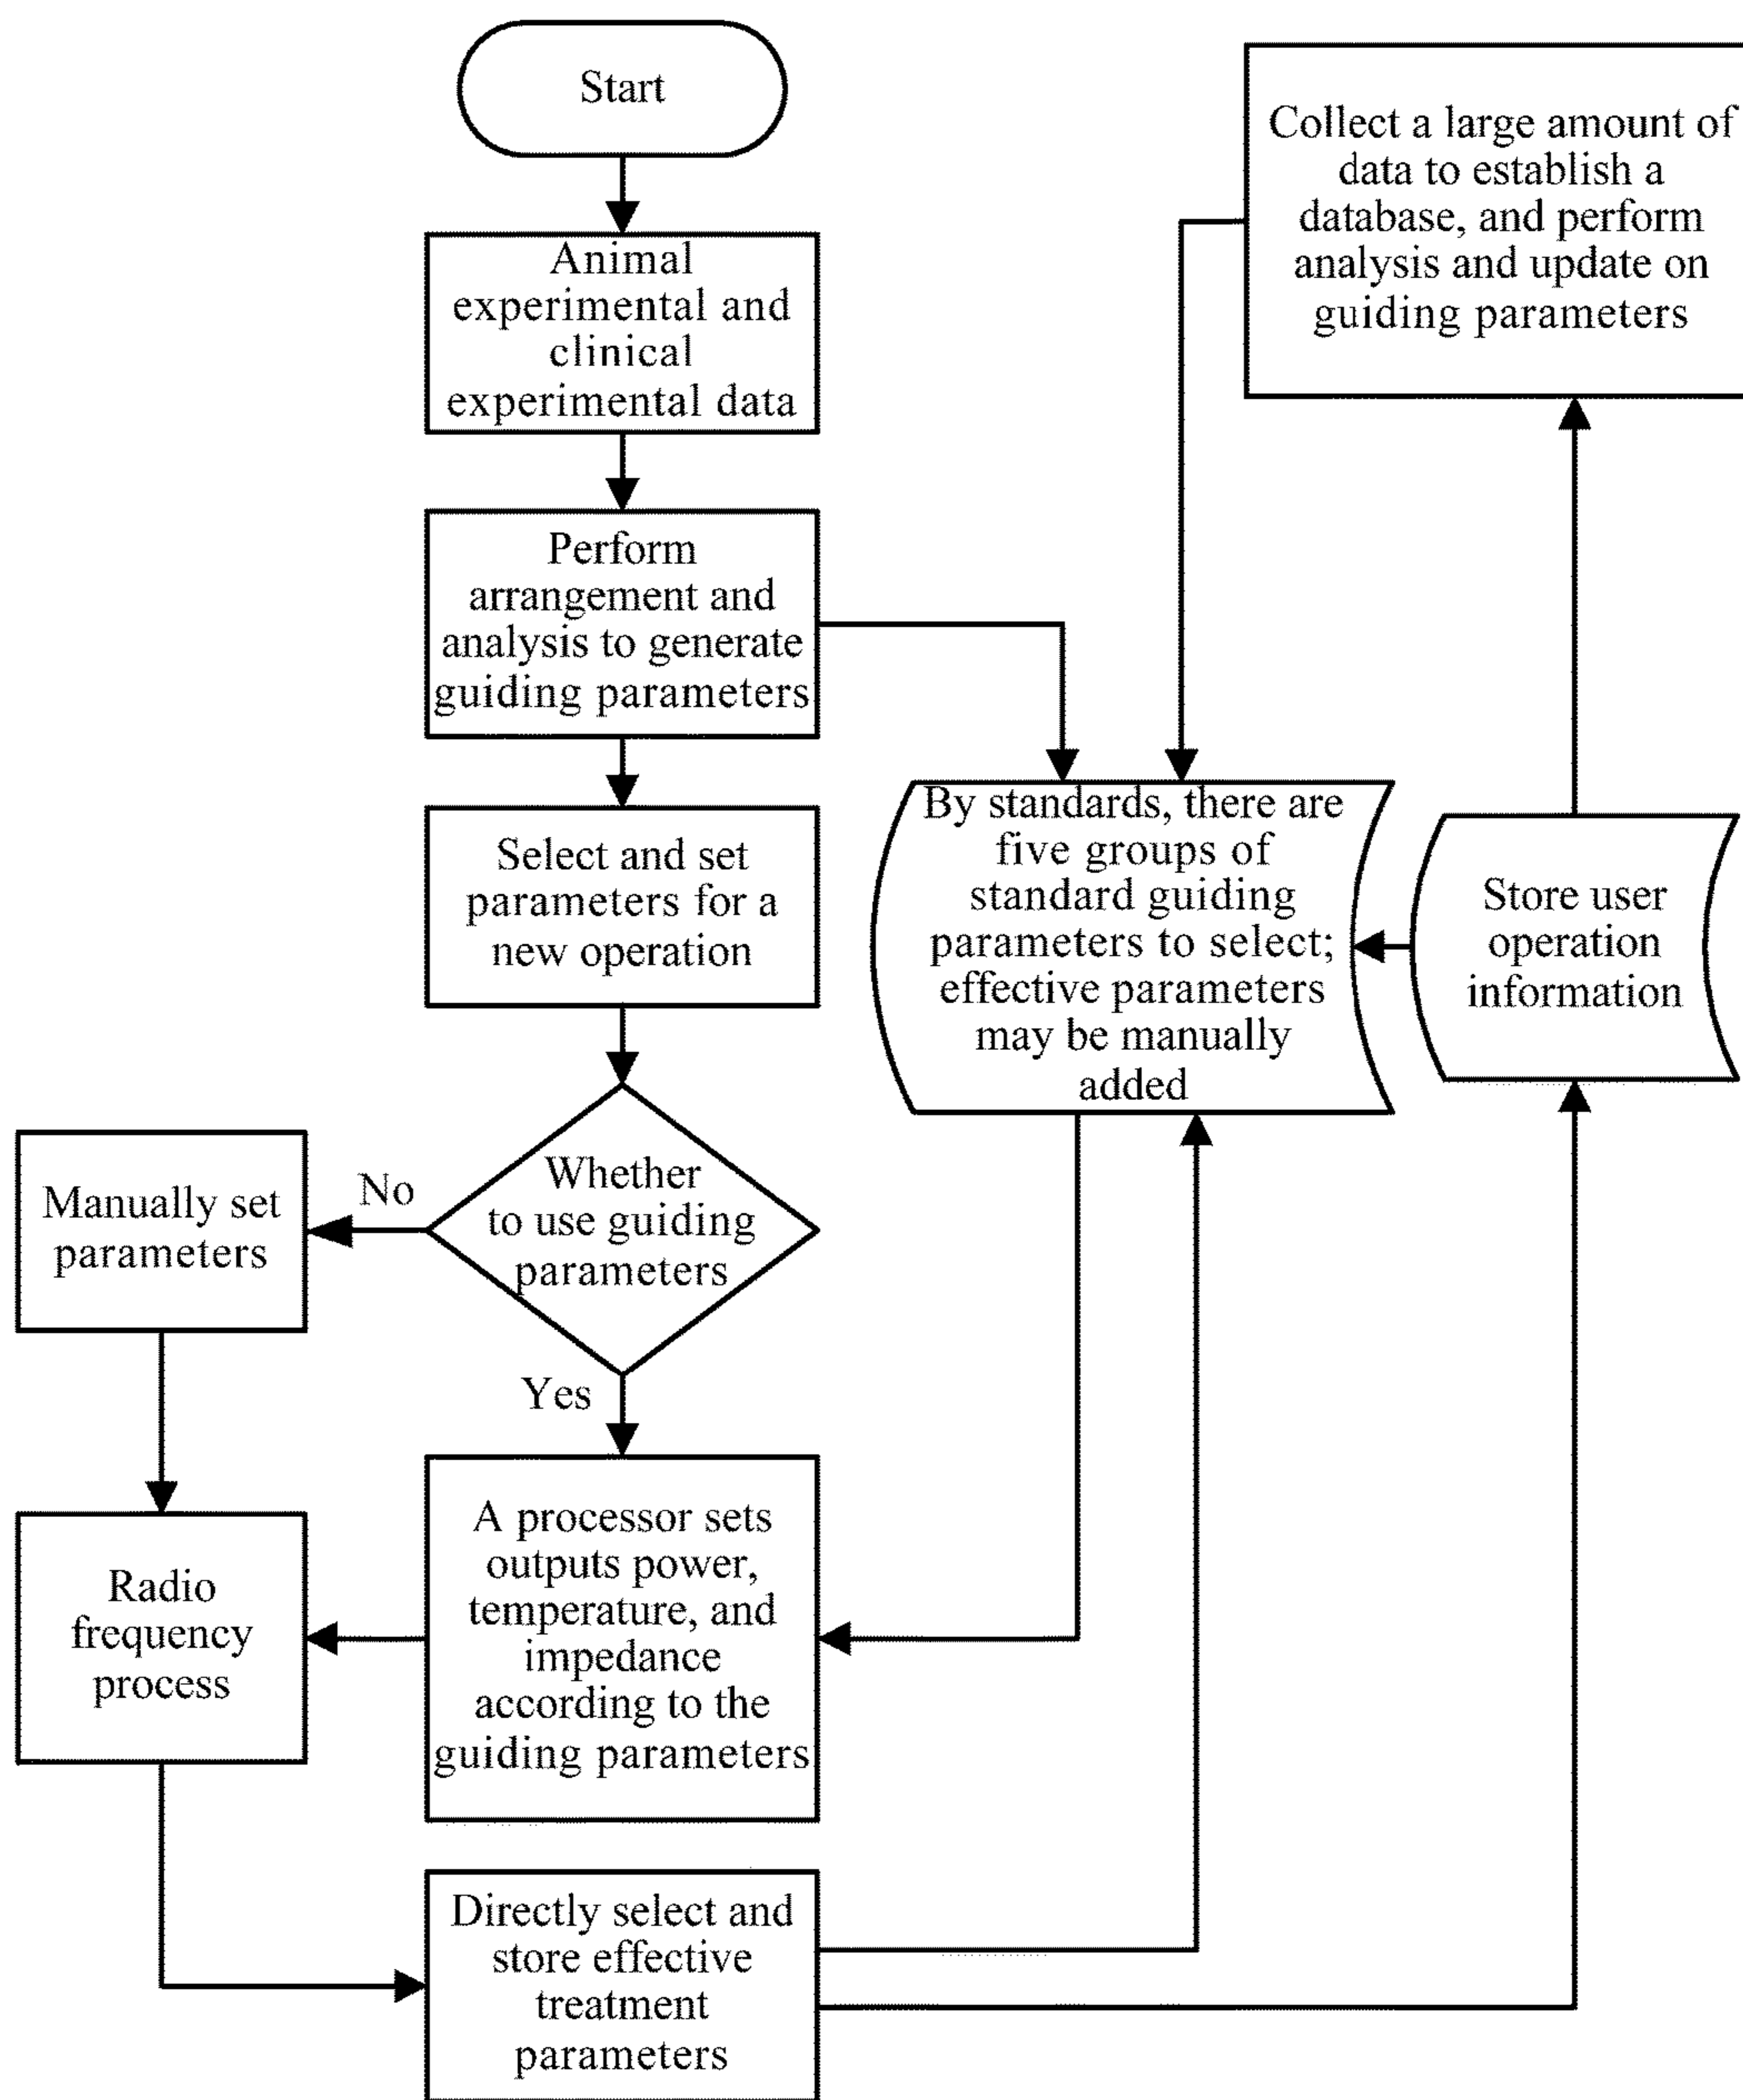 Start
Collect a large amount of
data to establish a
database, and perform
analysis and update on
guiding parameters
Animal
experimental and
clinical
experimental data
Perform
arrangement and
analysis to generate
guiding parameters
Select and set
parameters for a
new operation
By standards, there are
five groups of
standard guiding
parameters to select;
effective parameters
may be manually
added
Store user
operation
information
Whether
to use guiding
parameters
No
Manually set
parameters
Yes
A processor sets
outputs power,
temperature, and
impedance
according to the
guiding parameters
Radio
frequency
process
Directly select and
store effective
treatment
parameters